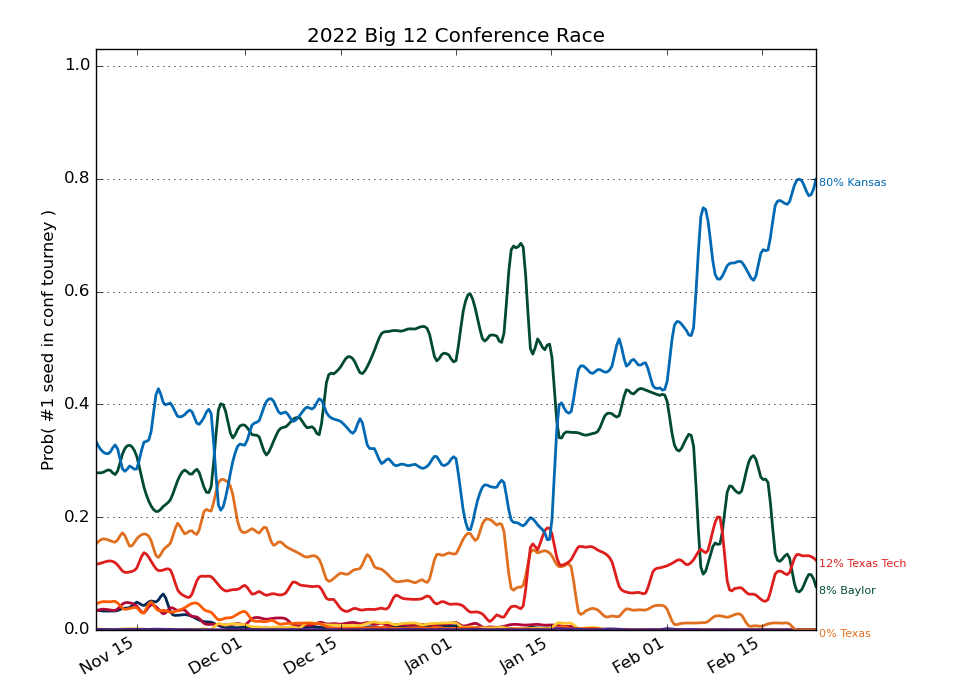 2022 Big 12 Conference Race
Prob( #1 seed in conf tourney )
1.0
0.8
0.6
0.4
0.2
0.0
80% Kansas
12% Texas Tech
8% Baylor
0% Texas
Nov 15
Dec 01
Dec 15
Jan 01
Jan 15
Feb 01
Feb 15